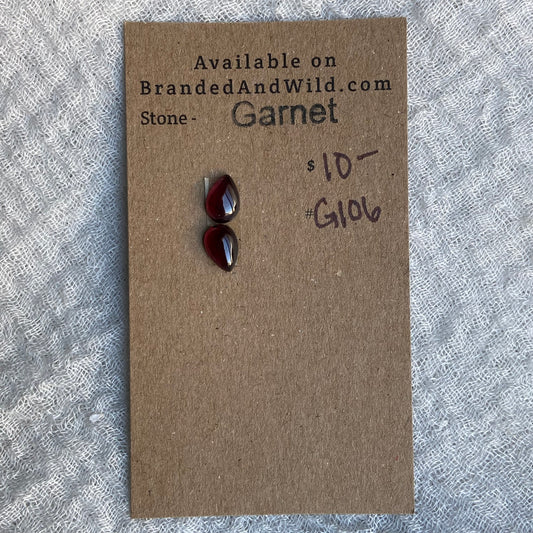 Available on
BrandedAndWild.com
Stone - Garnet
$ 10-
#G106